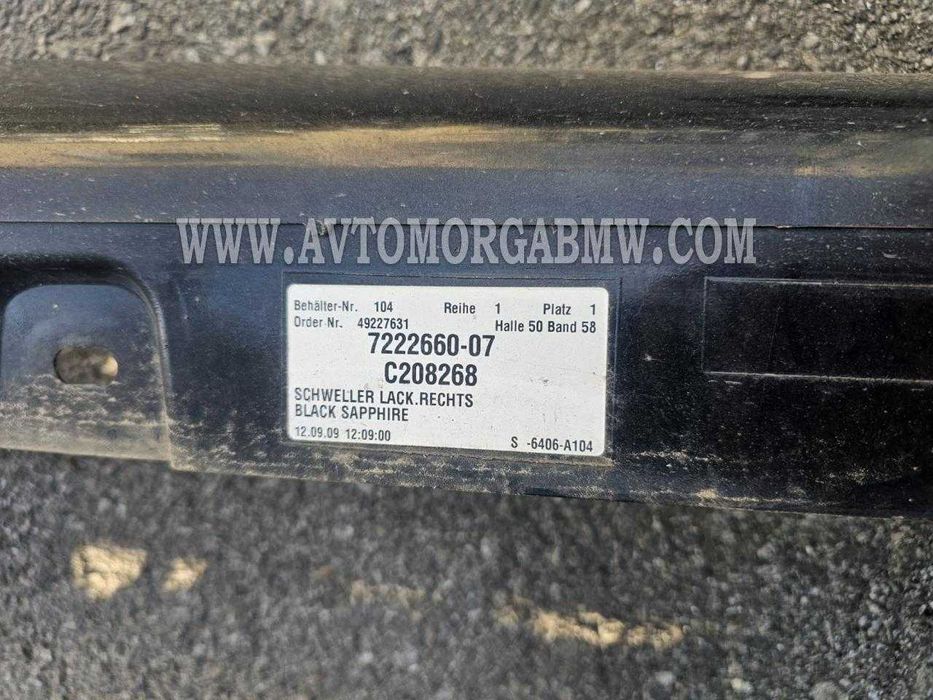 WWW.AVTOMORGABMW.COM
Behälter-Nr. 104 Reihe 1 Platz 1
Order-Nr. 49227631 Halle 50 Band 58
7222660-07
C208268
SCHWELLER LACK.RECHTS
BLACK SAPPHIRE
12.09.09 12:09:00 S -6406-A104